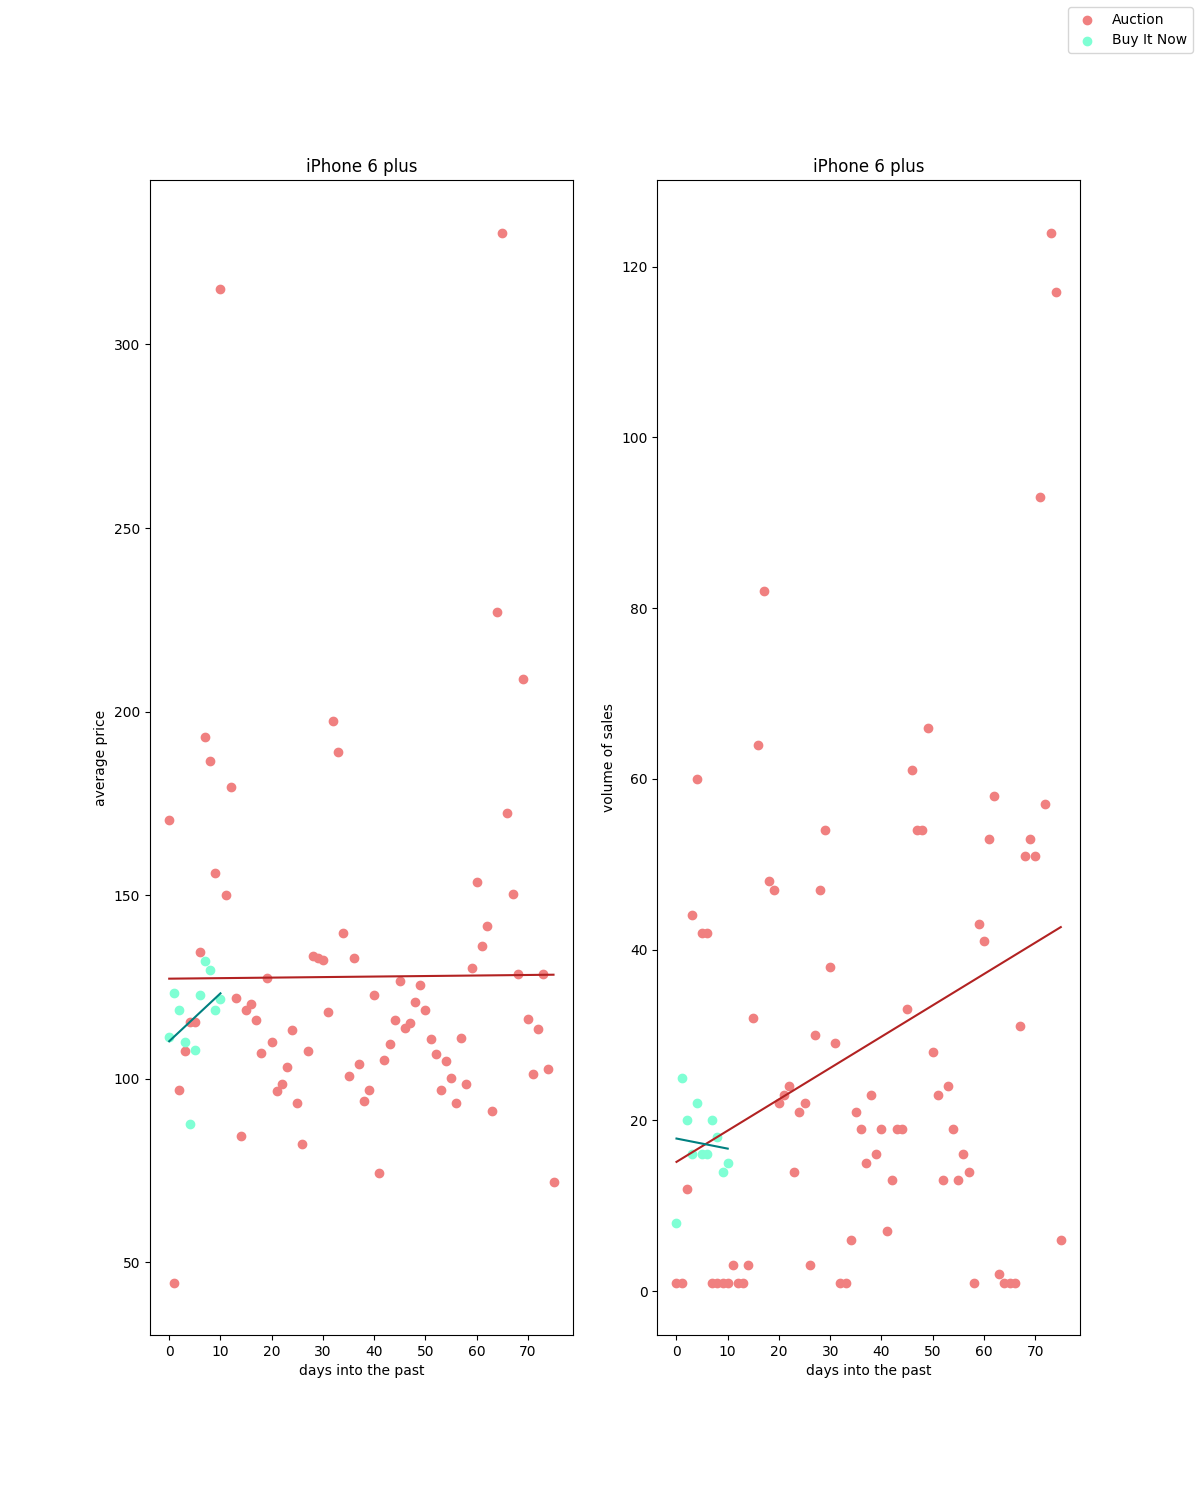 Auction
Buy It Now
iPhone 6 plus
average price
300
250
200
150
100
50
0 10 20 30 40 50 60 70
days into the past
iPhone 6 plus
volume of sales
120
100
80
60
40
20
0
0 10 20 30 40 50 60 70
days into the past